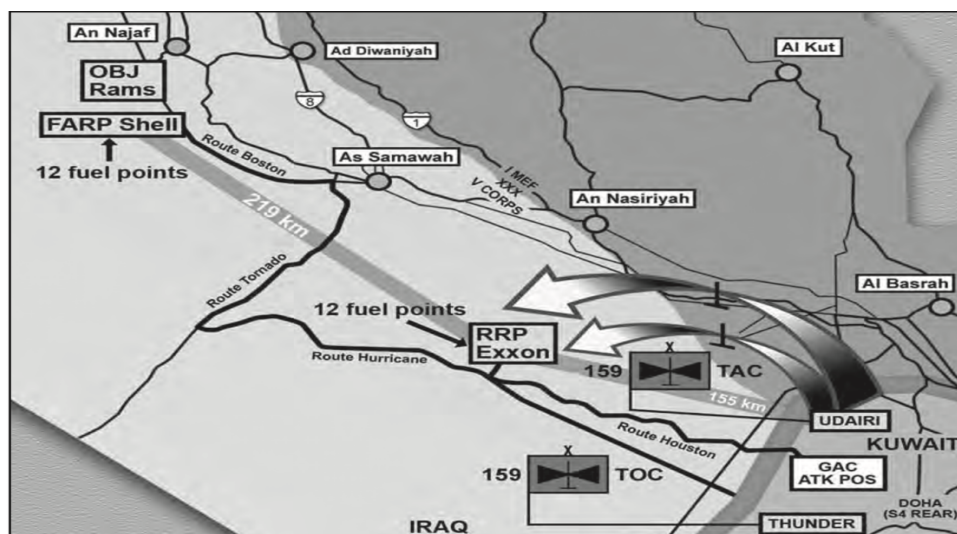 An Najaf
Ad Diwaniyah
Al Kut
OBJ
Rams
8
FARP Shell
1
Route Boston
12 fuel points
As Samawah
I MEF
XXX
V CORPS
An Nasiriyah
219 km
Route Tornado
Al Basrah
12 fuel points
RRP
Exxon
Route Hurricane
X
159
TAC
155 km
UDAIRI
Route Houston
KUWAIT
X
159
TOC
GAC
ATK POS
DOHA
(S4 REAR)
IRAQ
THUNDER